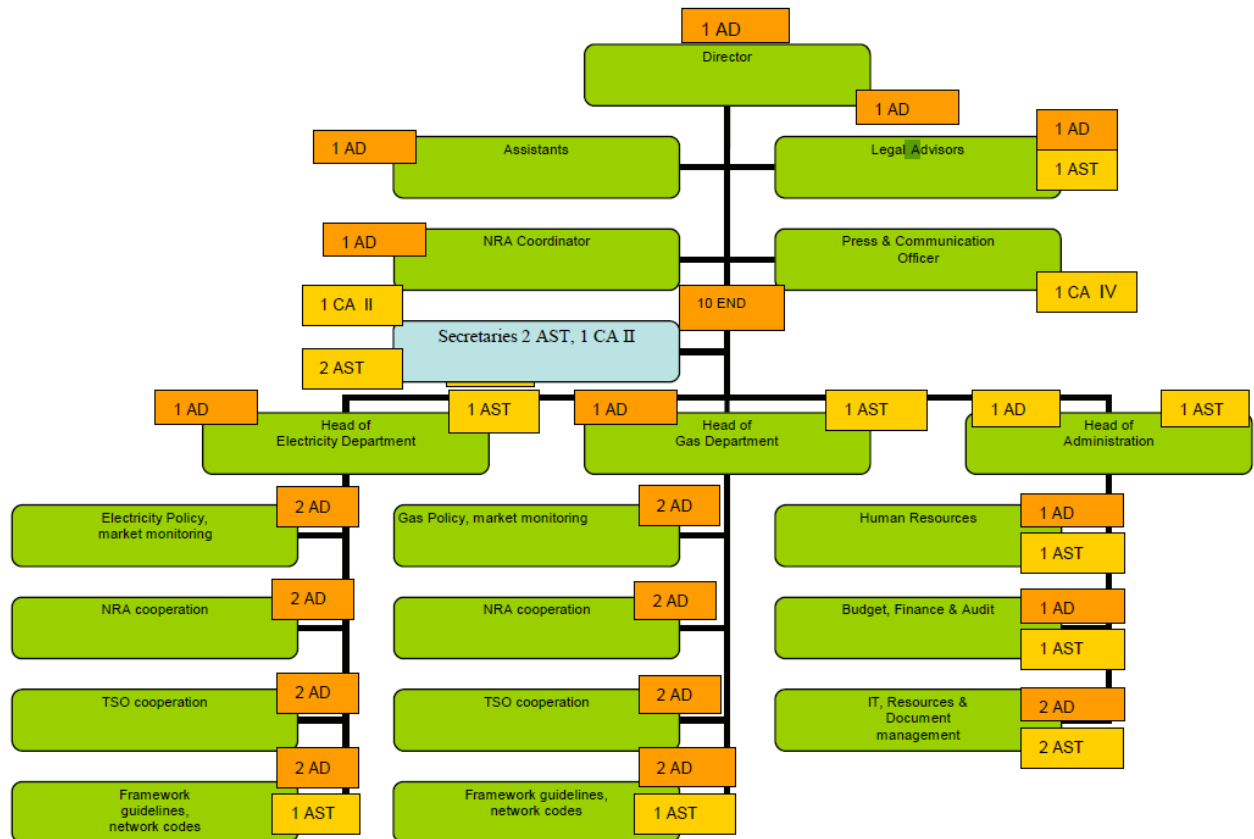 1 AD
Director
1 AD
1 AD
Assistants
Legal Advisors
1 AD
1 AST
1 AD
NRA Coordinator
Press & Communication
Officer
1 CA IV
1 CA II
10 END
Secretaries 2 AST, 1 CA II
2 AST
1 AD
Head of
Electricity Department
1 AST
1 AD
Head of
Gas Department
1 AST
1 AD
Head of
Administration
1 AST
Electricity Policy,
market monitoring
2 AD
Gas Policy, market monitoring
2 AD
Human Resources
1 AD
1 AST
NRA cooperation
2 AD
NRA cooperation
2 AD
Budget, Finance & Audit
1 AD
1 AST
TSO cooperation
2 AD
TSO cooperation
2 AD
IT, Resources &
Document
management
2 AD
2 AST
Framework
guidelines,
network codes
2 AD
1 AST
Framework guidelines,
network codes
2 AD
1 AST